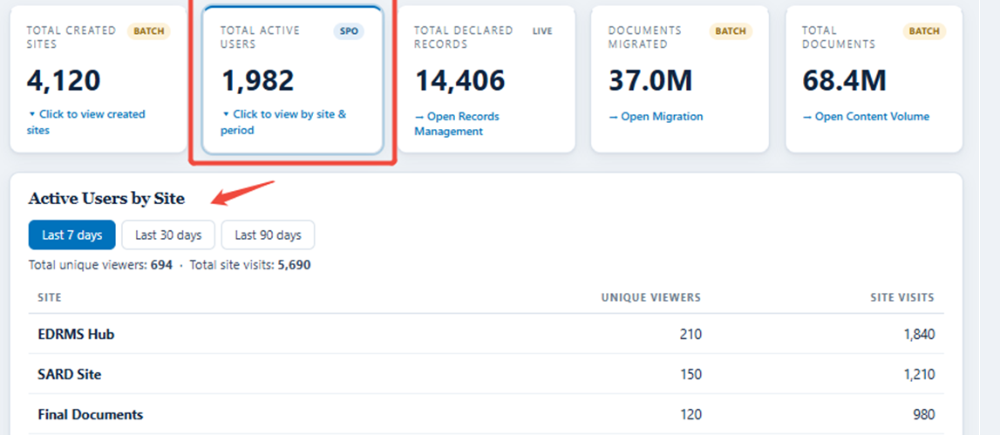 TOTAL CREATED SITES BATCH
4,120
▼ Click to view created sites
TOTAL ACTIVE USERS SPO
1,982
▼ Click to view by site & period
TOTAL DECLARED RECORDS LIVE
14,406
→ Open Records Management
DOCUMENTS MIGRATED BATCH
37.0M
→ Open Migration
TOTAL DOCUMENTS BATCH
68.4M
→ Open Content Volume
Active Users by Site
Last 7 days Last 30 days Last 90 days
Total unique viewers: 694 · Total site visits: 5,690
SITE UNIQUE VIEWERS SITE VISITS
EDRMS Hub 210 1,840
SARD Site 150 1,210
Final Documents 120 980